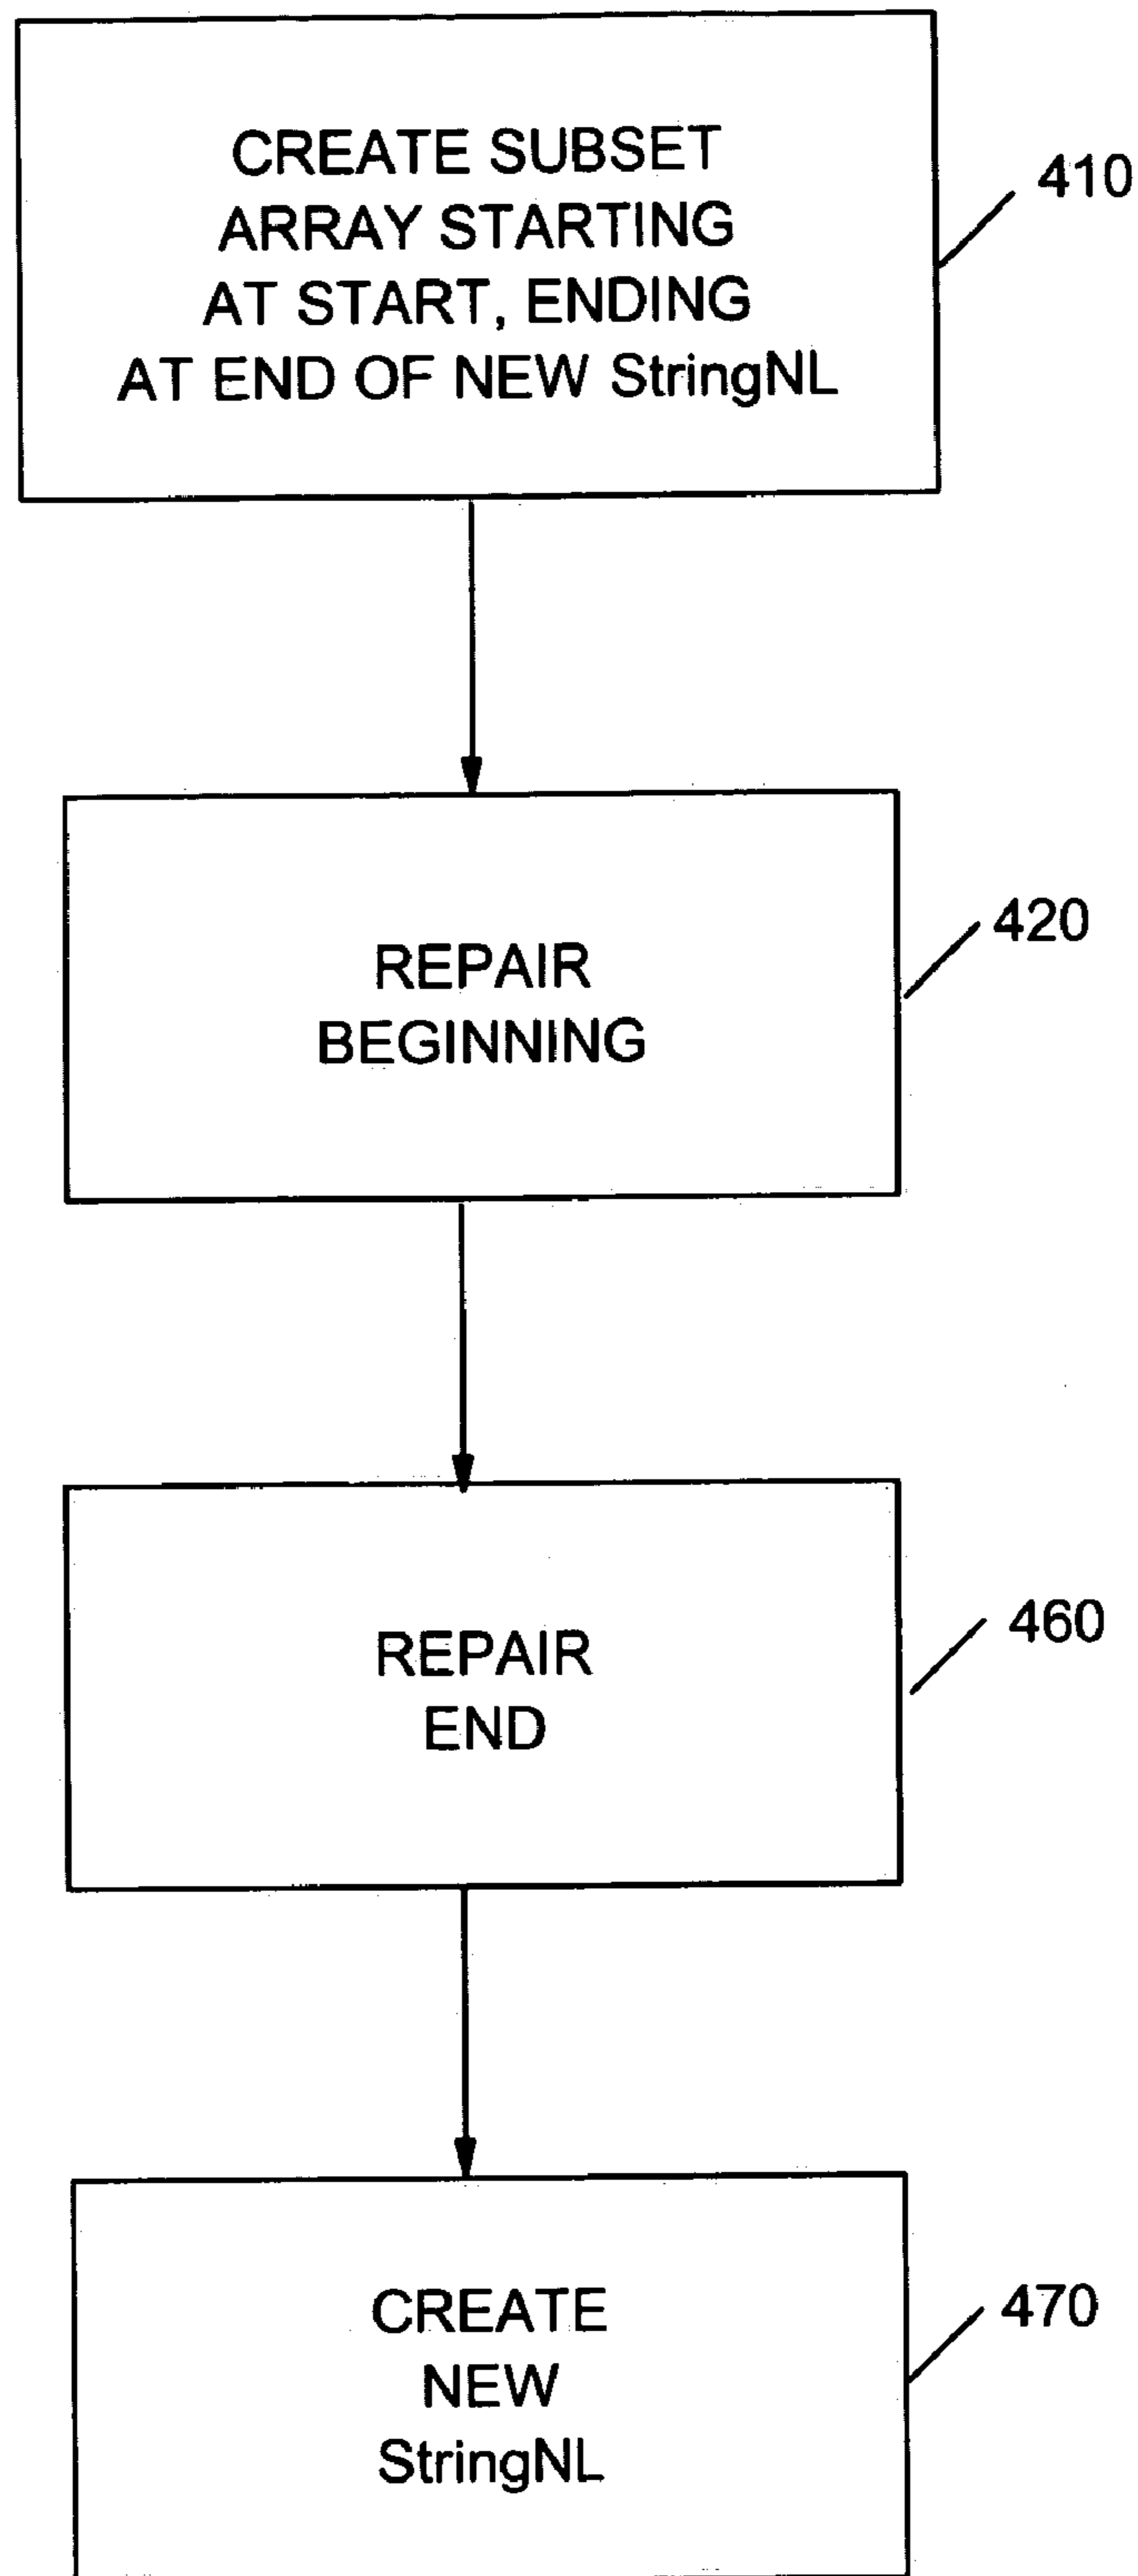 CREATE SUBSET
ARRAY STARTING
AT START, ENDING
AT END OF NEW StringNL
410
REPAIR
BEGINNING
420
REPAIR
END
460
CREATE
NEW
StringNL
470